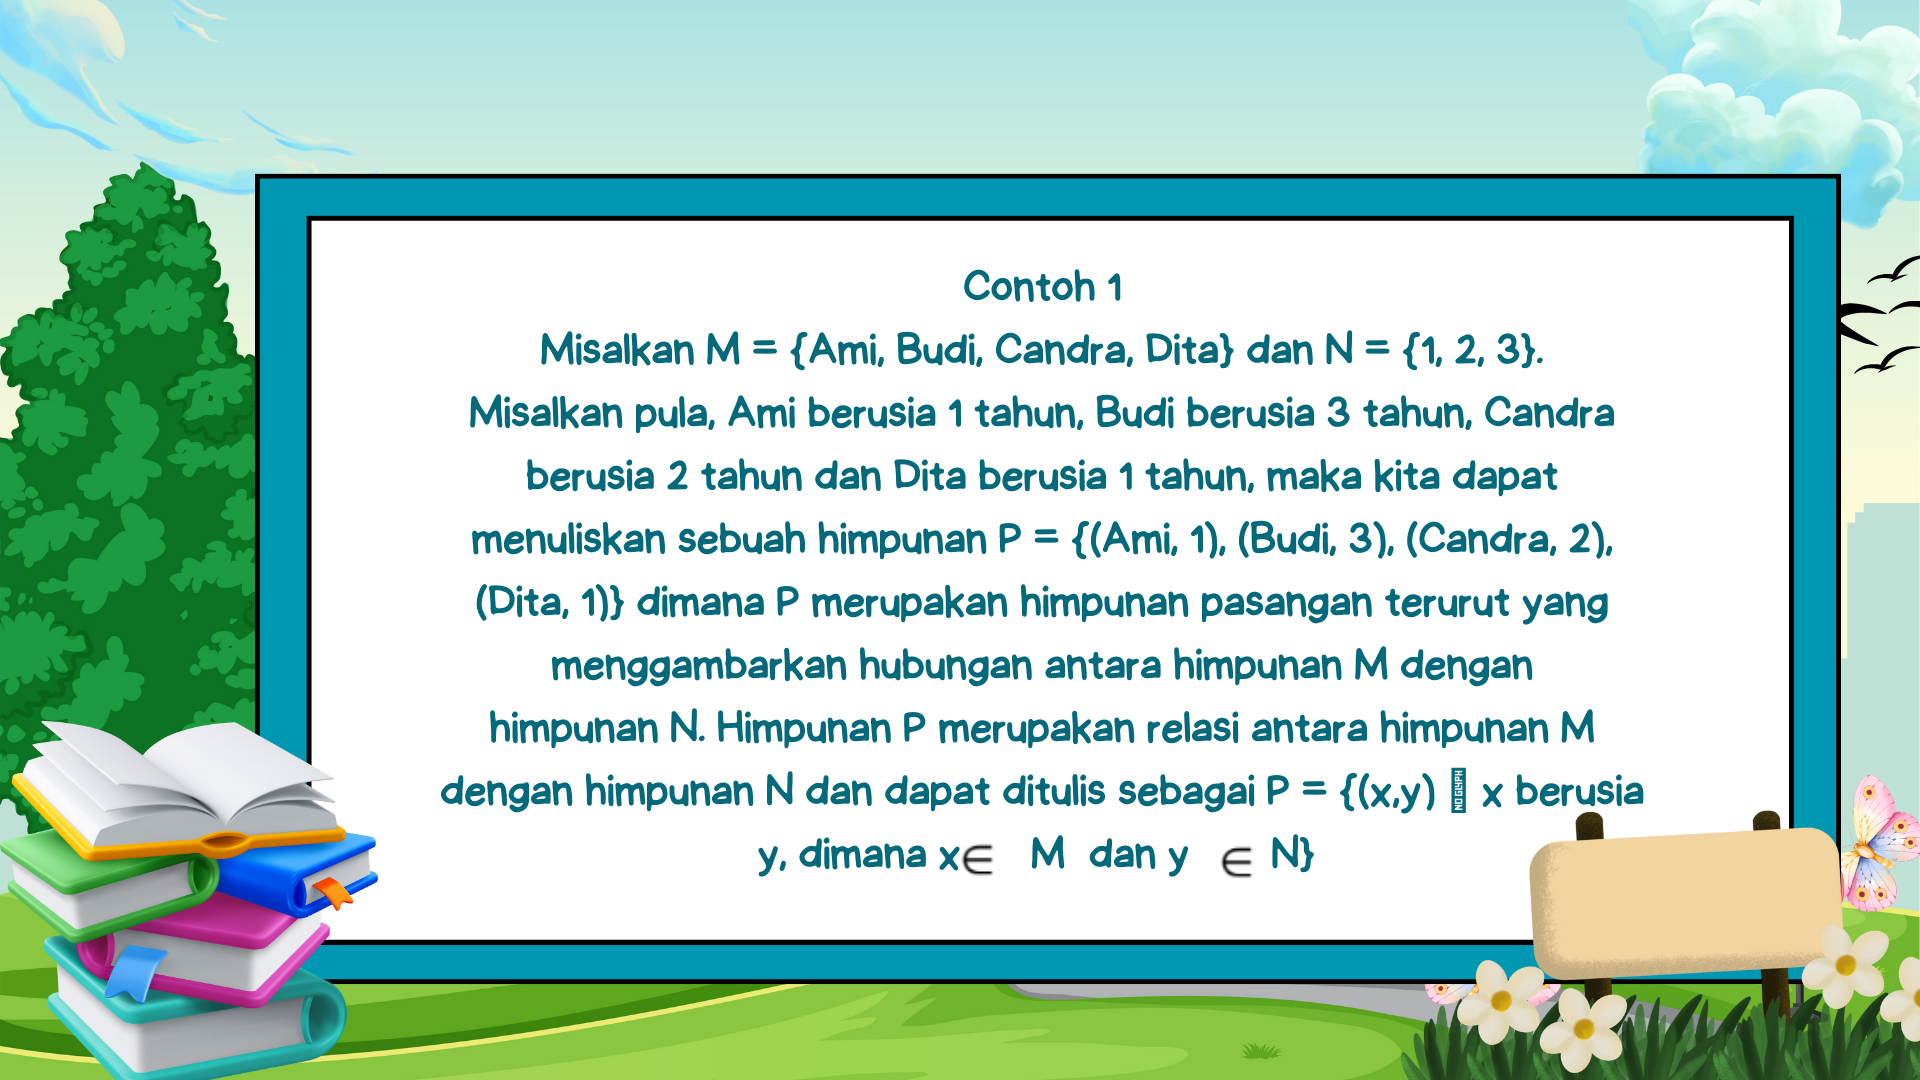 Contoh 1
Misalkan M = {Ami, Budi, Candra, Dita} dan N = {1, 2, 3}.
Misalkan pula, Ami berusia 1 tahun, Budi berusia 3 tahun, Candra
berusia 2 tahun dan Dita berusia 1 tahun, maka kita dapat
menuliskan sebuah himpunan P = {(Ami, 1), (Budi, 3), (Candra, 2),
(Dita, 1)} dimana P merupakan himpunan pasangan terurut yang
menggambarkan hubungan antara himpunan M dengan
himpunan N. Himpunan P merupakan relasi antara himpunan M
dengan himpunan N dan dapat ditulis sebagai P = {(x,y) NO GLYPH x berusia
y, dimana x∈ M dan y ∈ N}